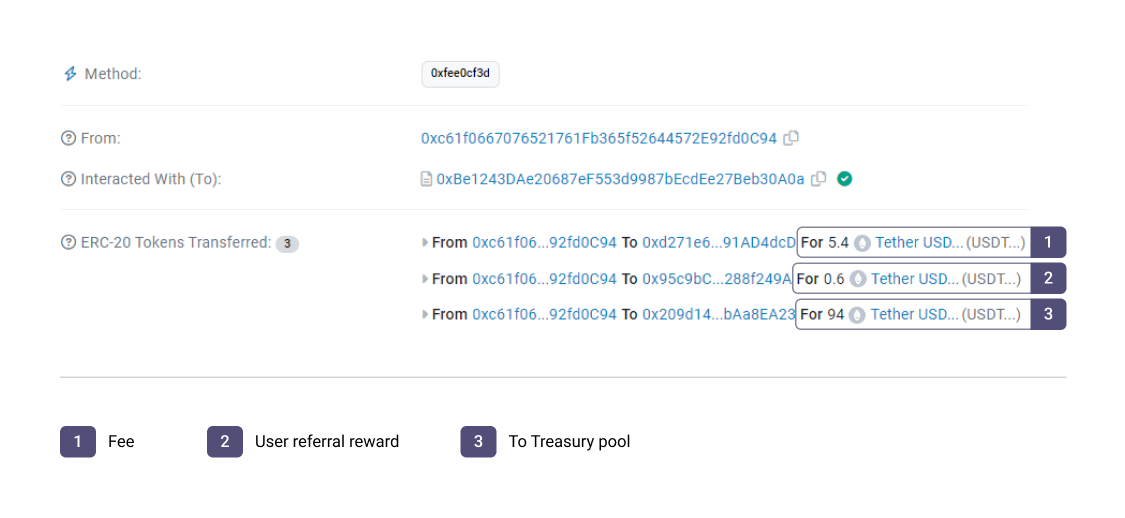 Method: 0xfee0cf3d
From: 0xc61f0667076521761Fb365f52644572E92fd0C94
Interacted With (To): 0xBe1243DAe20687eF553d9987bEcdEe27Beb30A0a
ERC-20 Tokens Transferred: 3 From 0xc61f06...92fd0C94 To 0xd271e6...91AD4dcD For 5.4 Tether USD... (USDT...) 1
From 0xc61f06...92fd0C94 To 0x95c9bC...288f249A For 0.6 Tether USD... (USDT...) 2
From 0xc61f06...92fd0C94 To 0x209d14...bAa8EA23 For 94 Tether USD... (USDT...) 3
1 Fee 2 User referral reward 3 To Treasury pool